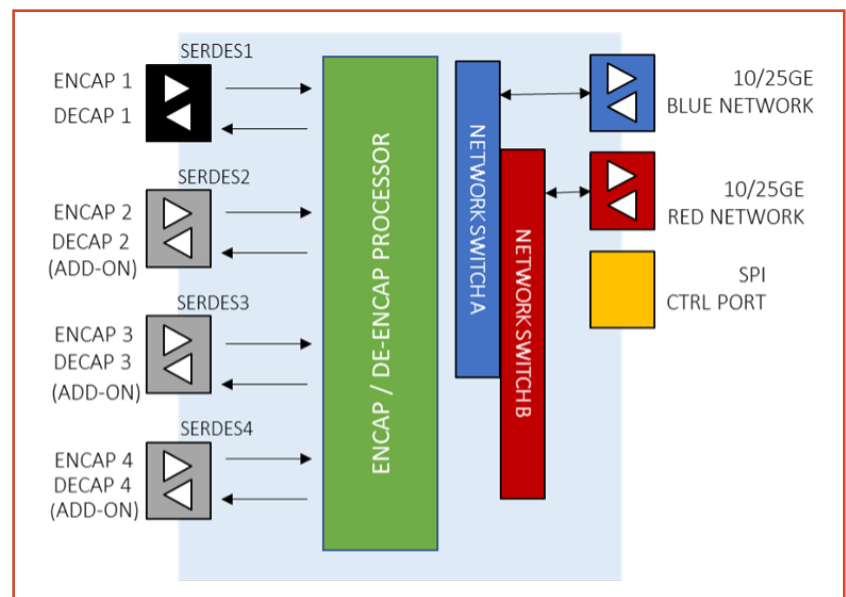 SERDES1
ENCAP 1
DECAP 1
SERDES2
ENCAP 2
DECAP 2
(ADD-ON)
SERDES3
ENCAP 3
DECAP 3
(ADD-ON)
SERDES4
ENCAP 4
DECAP 4
(ADD-ON)
ENCAP / DE-ENCAP PROCESSOR
NETWORK SWITCH A
NETWORK SWITCH B
10/25GE
BLUE NETWORK
10/25GE
RED NETWORK
SPI
CTRL PORT